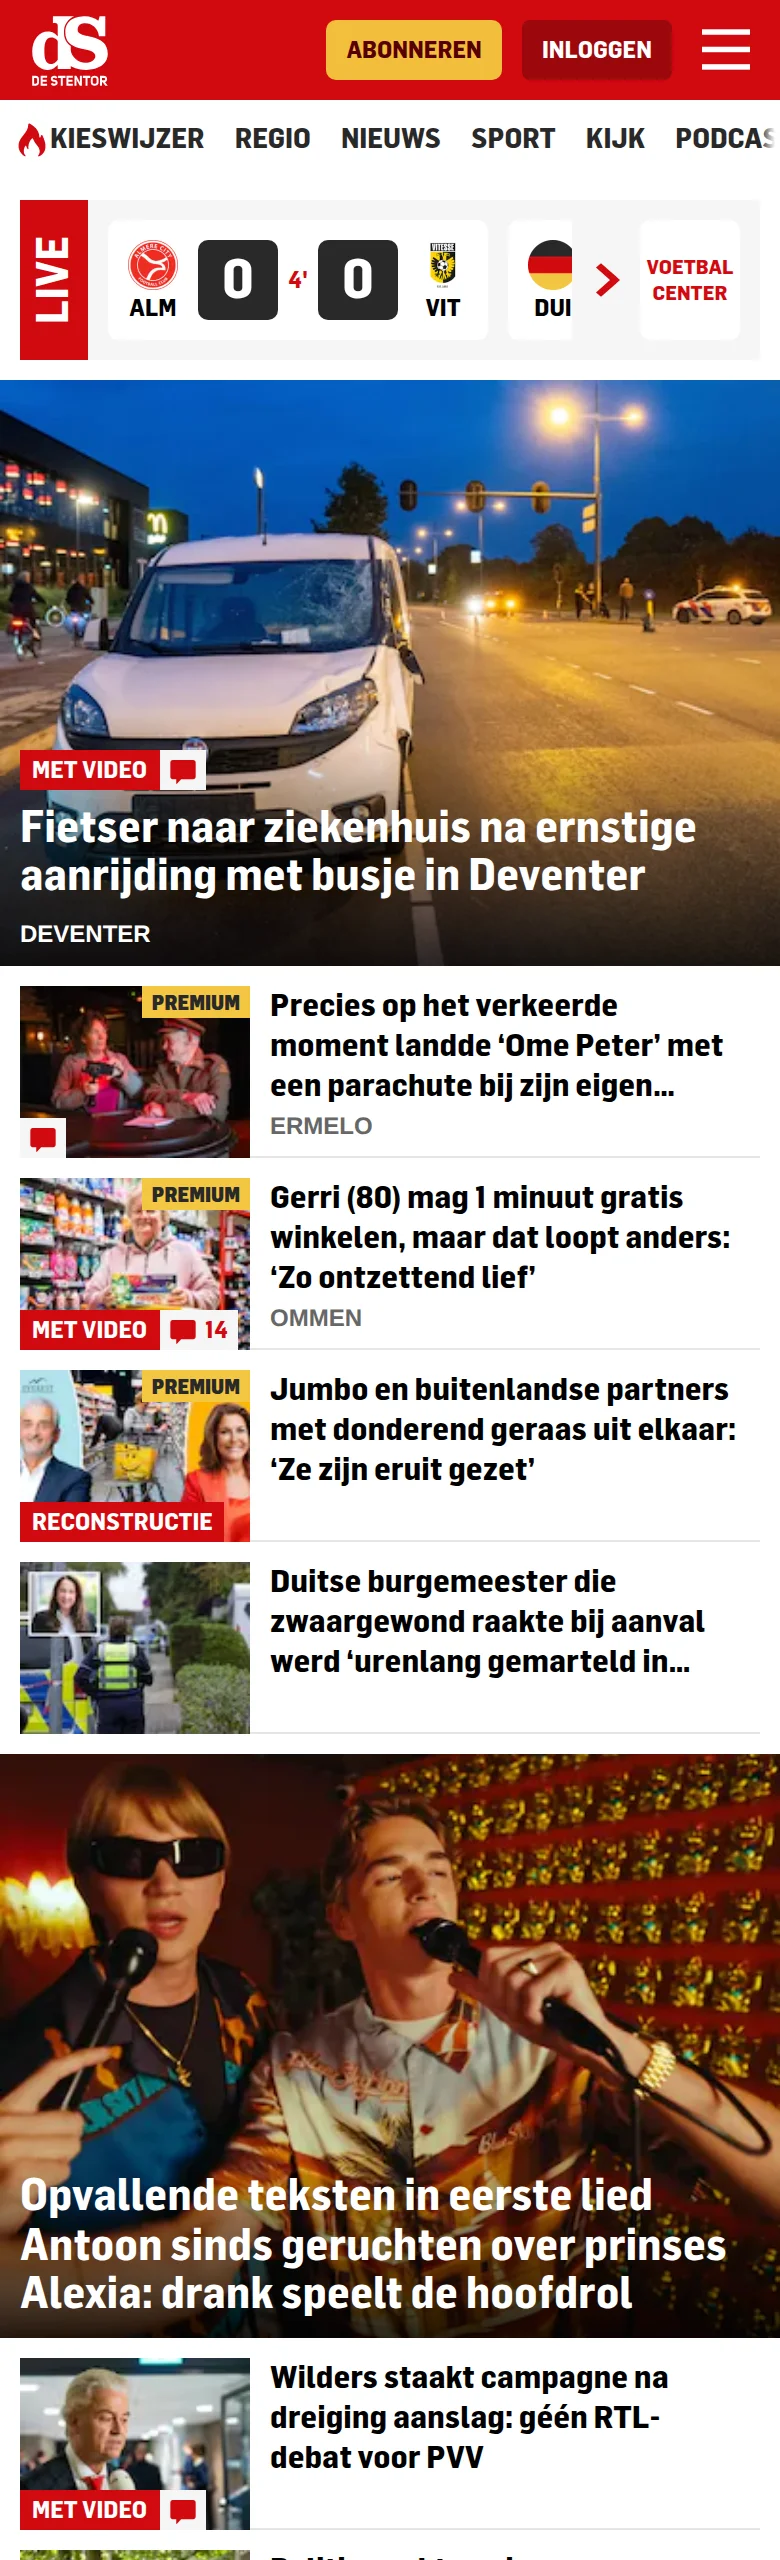 dS
DE STENTOR
ABONNEREN
INLOGGEN
KIESWIJZER REGIO NIEUWS SPORT KIJK PODCAS
LIVE
ALM
0
4'
0
VITESSE
VIT
DUI
VOETBAL
CENTER
MET VIDEO
Fietser naar ziekenhuis na ernstige
aanrijding met busje in Deventer
DEVENTER
PREMIUM
Precies op het verkeerde
moment landde ‘Ome Peter’ met
een parachute bij zijn eigen...
ERMELO
PREMIUM
MET VIDEO
14
Gerri (80) mag 1 minuut gratis
winkelen, maar dat loopt anders:
‘Zo ontzettend lief’
OMMEN
PREMIUM
RECONSTRUCTIE
Jumbo en buitenlandse partners
met donderend geraas uit elkaar:
‘Ze zijn eruit gezet’
Duitse burgemeester die
zwaargewond raakte bij aanval
werd ‘urenlang gemarteld in...
Opvallende teksten in eerste lied
Antoon sinds geruchten over prinses
Alexia: drank speelt de hoofdrol
MET VIDEO
Wilders staakt campagne na
dreiging aanslag: géén RTL-
debat voor PVV